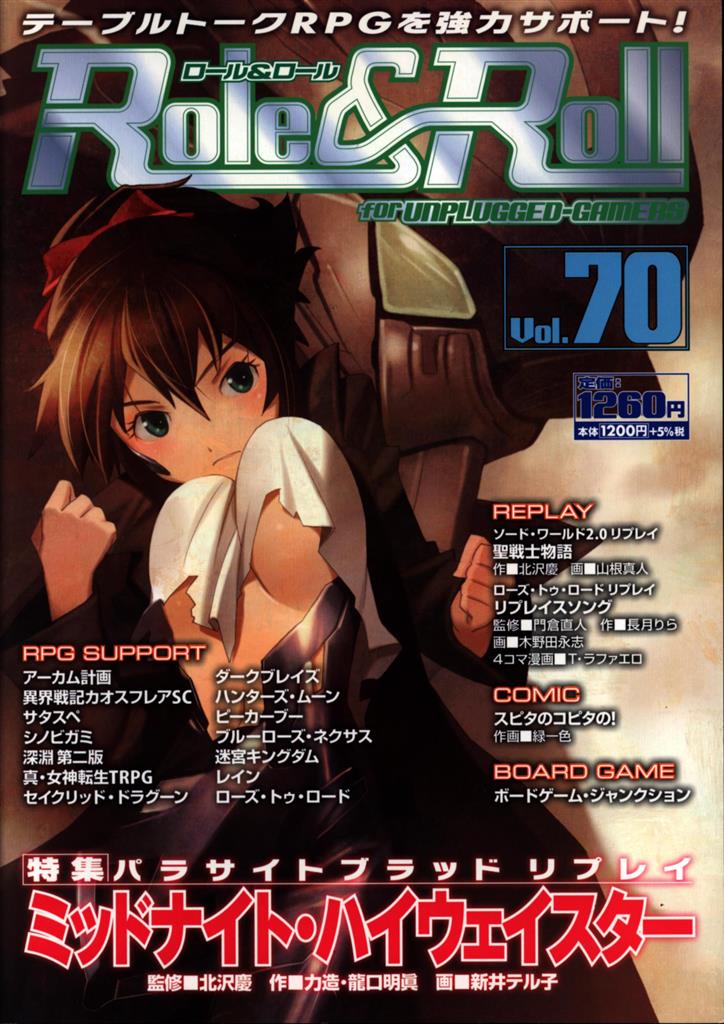 テーブルトークRPGを強力サポート!
ロール&ロール
Role&Roll
for UNPLUGGED-GAMERS
Vol. 70
定価:
1260円
本体1200円+5%税
REPLAY
ソード・ワールド2.0 リプレイ
聖戦士物語
作■北沢慶 画■山根真人
ローズ・トゥ・ロード リプレイ
リプレイスソング
監修■門倉直人 作■長月りら
画■木野田永志
4コマ漫画■T・ラファエロ
RPG SUPPORT
アーカム計画
異界戦記カオスフレアSC
サタスペ
シノビガミ
深淵 第二版
真・女神転生TRPG
セイクリッド・ドラグーン
ダークブレイズ
ハンターズ・ムーン
ピーカーブー
ブルーローズ・ネクサス
迷宮キングダム
レイン
ローズ・トゥ・ロード
COMIC
スピタのコピタの!
作画■緑一色
BOARD GAME
ボードゲーム・ジャンクション
特集 パラサイトブラッド リプレイ
ミッドナイト・ハイウェイスター
監修■北沢慶 作■力造・龍口明眞 画■新井テル子